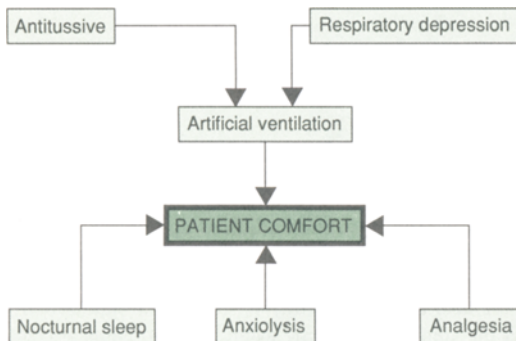 Antitussive
Respiratory depression
Artificial ventilation
PATIENT COMFORT
Nocturnal sleep
Anxiolysis
Analgesia